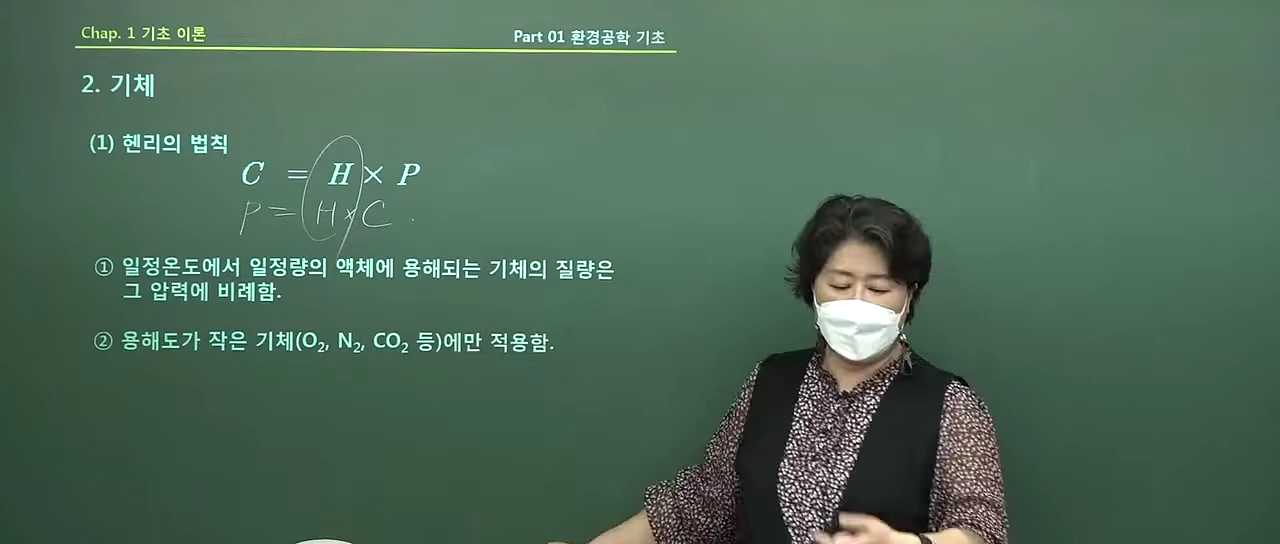 Chap. 1 기초 이론
Part 01 환경공학 기초
2. 기체
(1) 헨리의 법칙
C = H × P
P = H × C .
① 일정온도에서 일정량의 액체에 용해되는 기체의 질량은
그 압력에 비례함.
② 용해도가 작은 기체(O₂, N₂, CO₂ 등)에만 적용함.